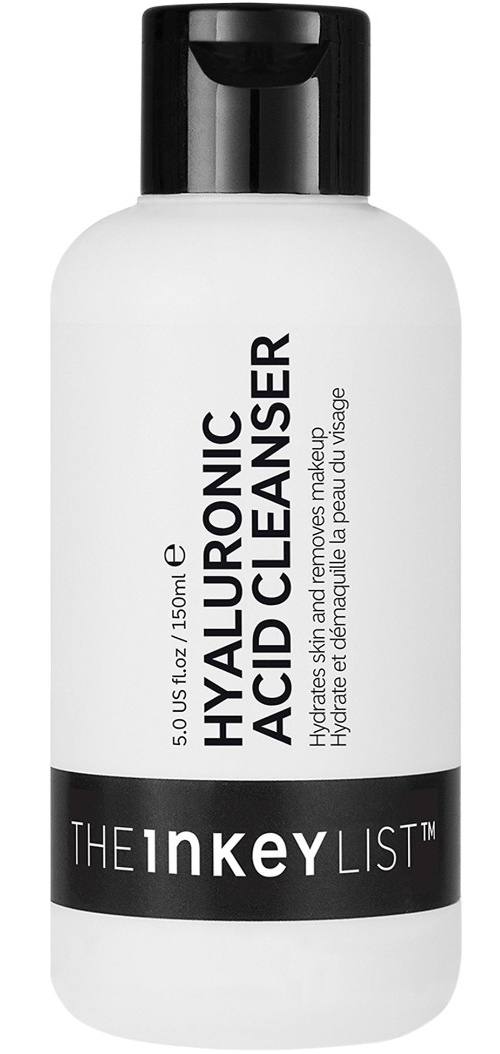 5.0 US fl.oz / 150ml ℮
HYALURONIC
ACID CLEANSER
Hydrates skin and removes makeup
Hydrate et démaquille la peau du visage
THE INKEY LIST™